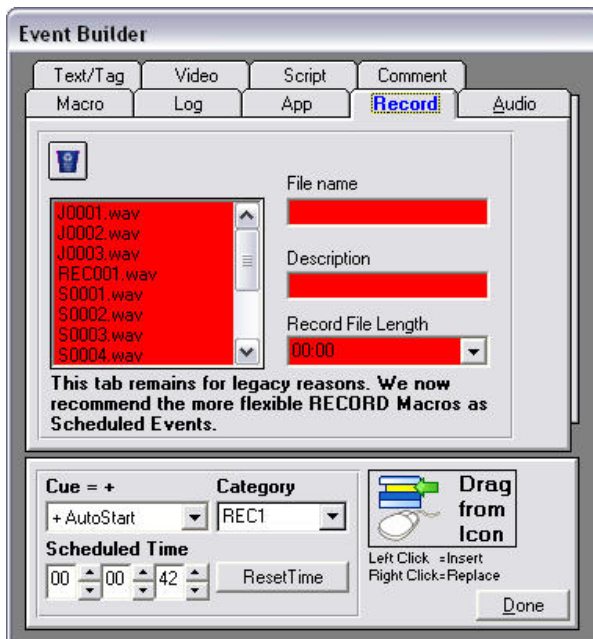 Event Builder
Text/Tag Video Script Comment
Macro Log App Record Audio
File name
J0001.wav
J0002.wav
J0003.wav
REC001.wav
S0001.wav
S0002.wav
S0003.wav
S0004.wav
Description
Record File Length
00:00
This tab remains for legacy reasons. We now
recommend the more flexible RECORD Macros as
Scheduled Events.
Cue = + Category
+ AutoStart REC1
Scheduled Time
00 00 42 ResetTime
Drag
from
Icon
Left Click =Insert
Right Click=Replace
Done